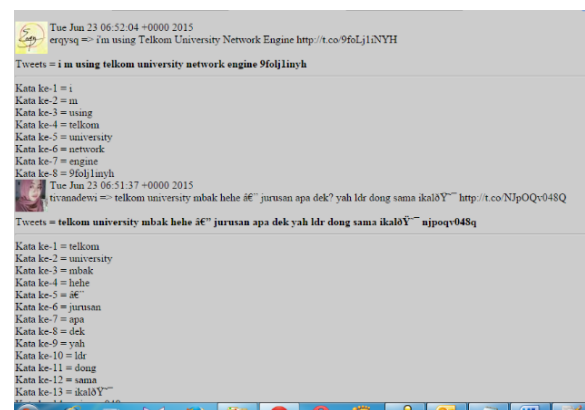 Tue Jun 23 06:52:04 +0000 2015
erqysq => i'm using Telkom University Network Engine http://t.co/9foLj1iNYH
Tweets = i m using telkom university network engine 9folj1inyh
Kata ke-1 = i
Kata ke-2 = m
Kata ke-3 = using
Kata ke-4 = telkom
Kata ke-5 = university
Kata ke-6 = network
Kata ke-7 = engine
Kata ke-8 = 9folj1inyh
Tue Jun 23 06:51:37 +0000 2015
tivanadewi => telkom university mbak hehe â€” jurusan apa dek? yah ldr dong sama ikalðŸ˜¯ http://t.co/NJpOQv048Q
Tweets = telkom university mbak hehe â€” jurusan apa dek yah ldr dong sama ikalðŸ˜¯ njpoqv048q
Kata ke-1 = telkom
Kata ke-2 = university
Kata ke-3 = mbak
Kata ke-4 = hehe
Kata ke-5 = â€”
Kata ke-6 = jurusan
Kata ke-7 = apa
Kata ke-8 = dek
Kata ke-9 = yah
Kata ke-10 = ldr
Kata ke-11 = dong
Kata ke-12 = sama
Kata ke-13 = ikalðŸ˜¯